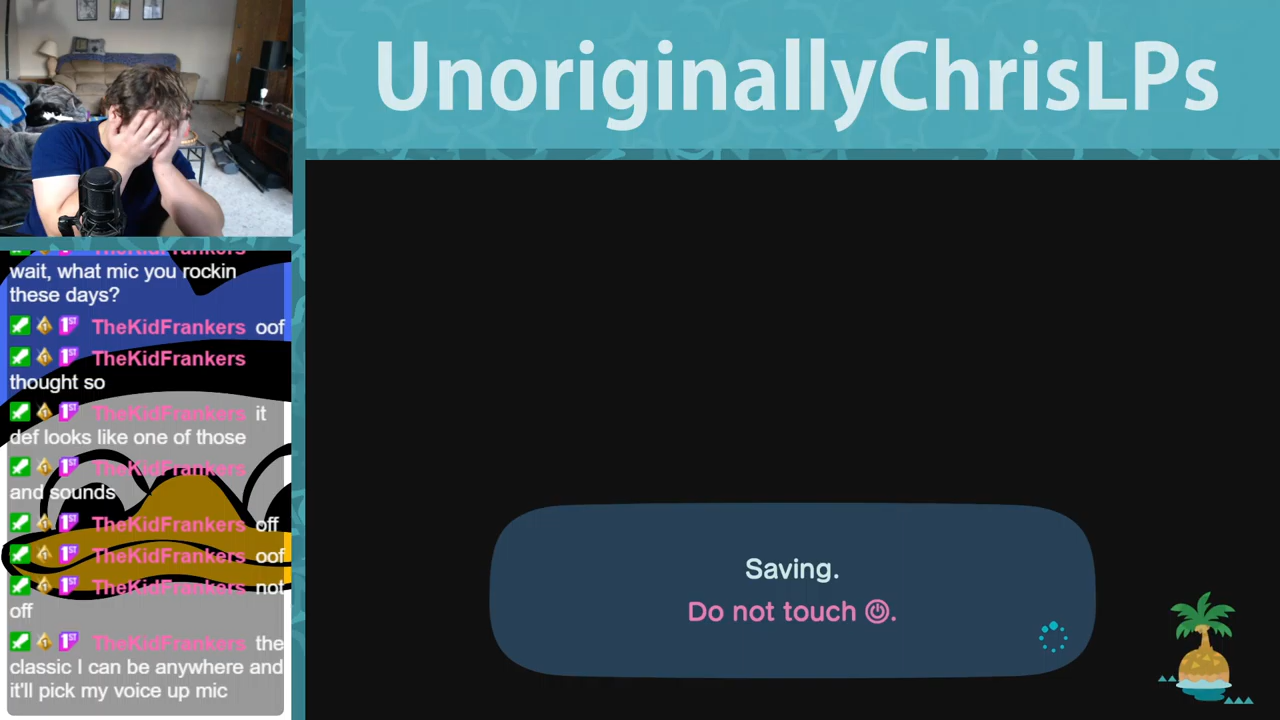 UnoriginallyChrisLPs
TheKidFrankers
wait, what mic you rockin
these days?
TheKidFrankers oof
TheKidFrankers
thought so
TheKidFrankers it
def looks like one of those
TheKidFrankers
and sounds
TheKidFrankers off
TheKidFrankers oof
TheKidFrankers not
off
TheKidFrankers the
classic I can be anywhere and
it'll pick my voice up mic
Saving.
Do not touch ⏻.